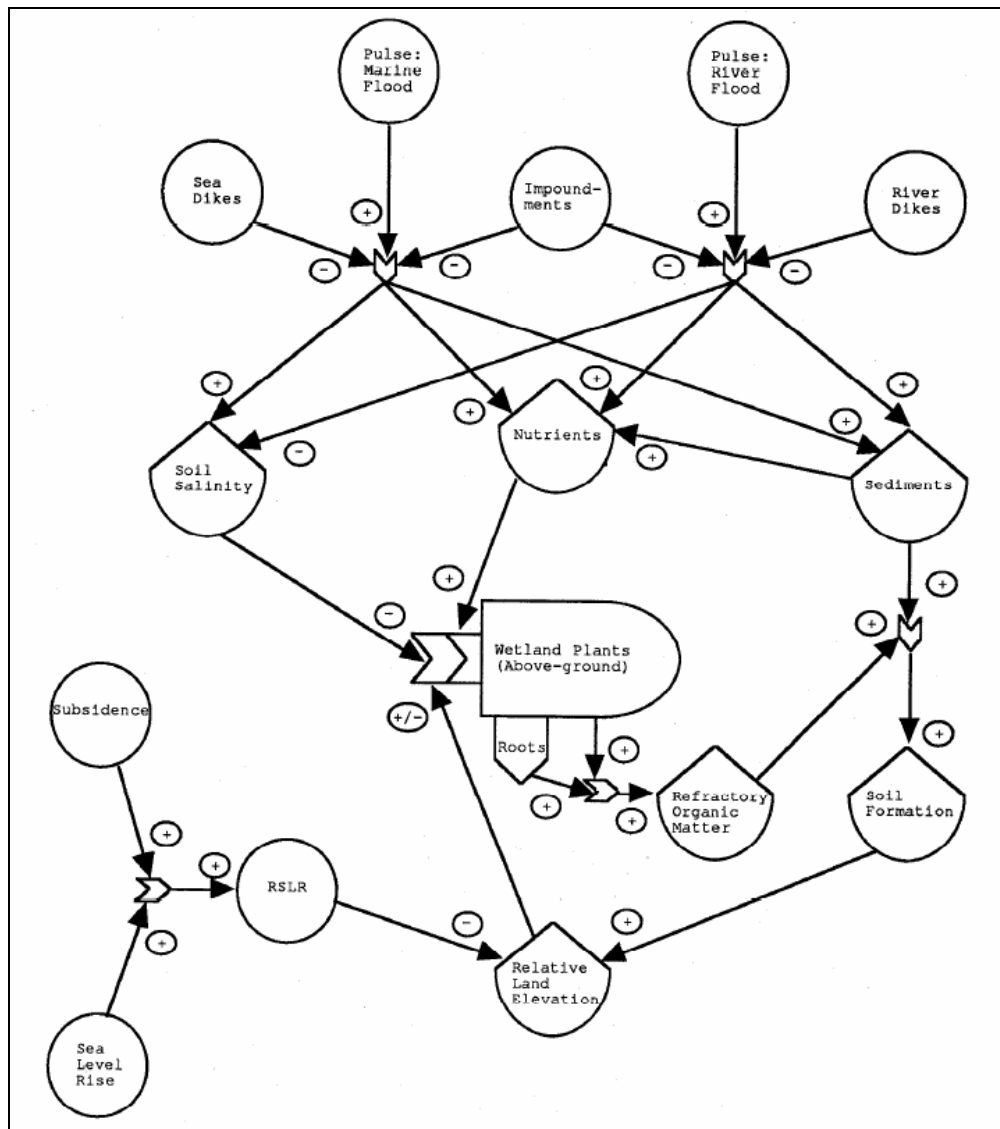 Pulse:
Marine
Flood
Pulse:
River
Flood
Sea
Dikes
Impound-
ments
River
Dikes
+
+
-
-
-
-
+
+
+
+
+
-
+
Soil
Salinity
Nutrients
Sediments
+
-
+
+
Wetland Plants
(Above-ground)
+/-
Subsidence
Roots
+
+
+
+
Refractory
Organic
Matter
Soil
Formation
+
+
RSLR
-
+
+
Relative
Land
Elevation
Sea
Level
Rise